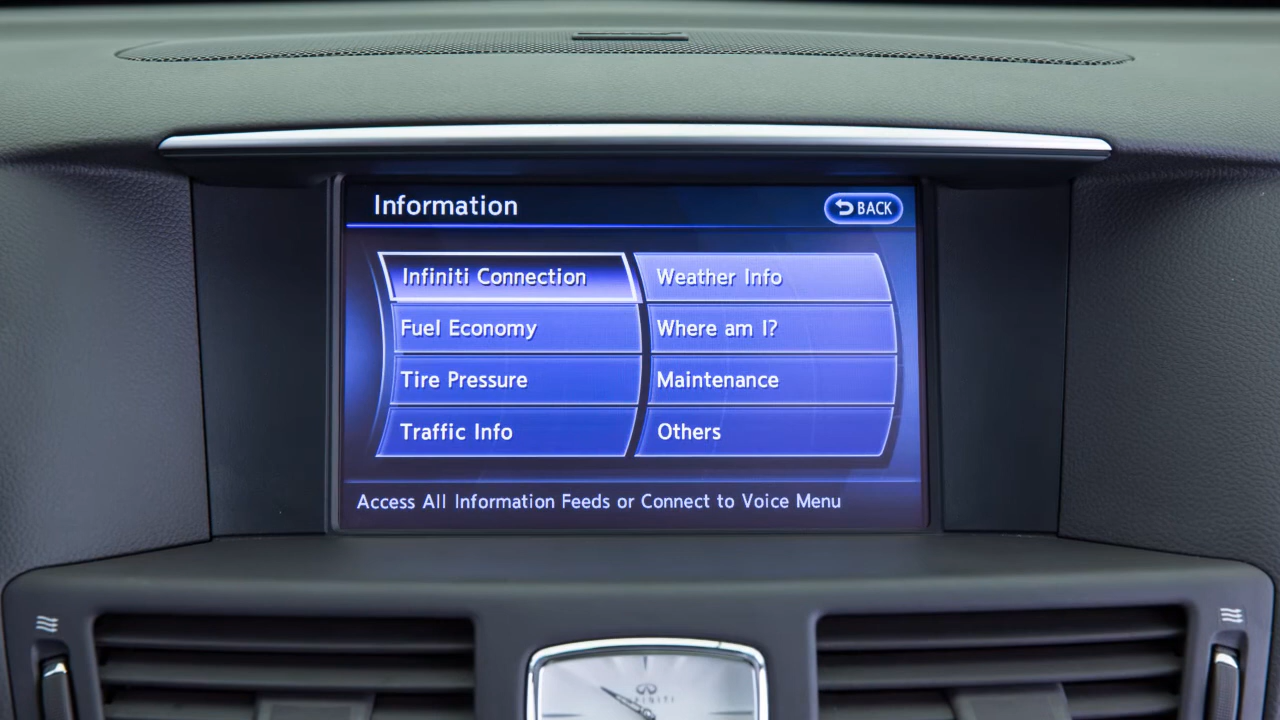 Information
BACK
Infiniti Connection
Weather Info
Fuel Economy
Where am I?
Tire Pressure
Maintenance
Traffic Info
Others
Access All Information Feeds or Connect to Voice Menu
INFINITI